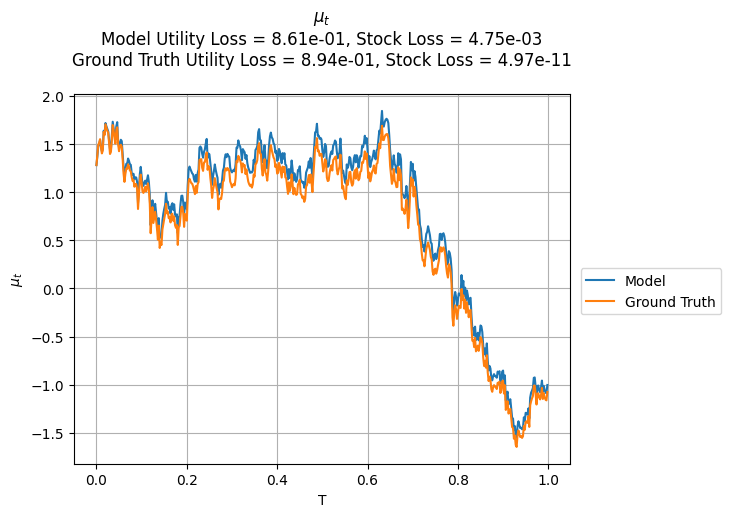 μₜ
Model Utility Loss = 8.61e-01, Stock Loss = 4.75e-03
Ground Truth Utility Loss = 8.94e-01, Stock Loss = 4.97e-11
2.0
1.5
1.0
0.5
0.0
−0.5
−1.0
−1.5
μₜ
0.0 0.2 0.4 0.6 0.8 1.0
T
Model
Ground Truth